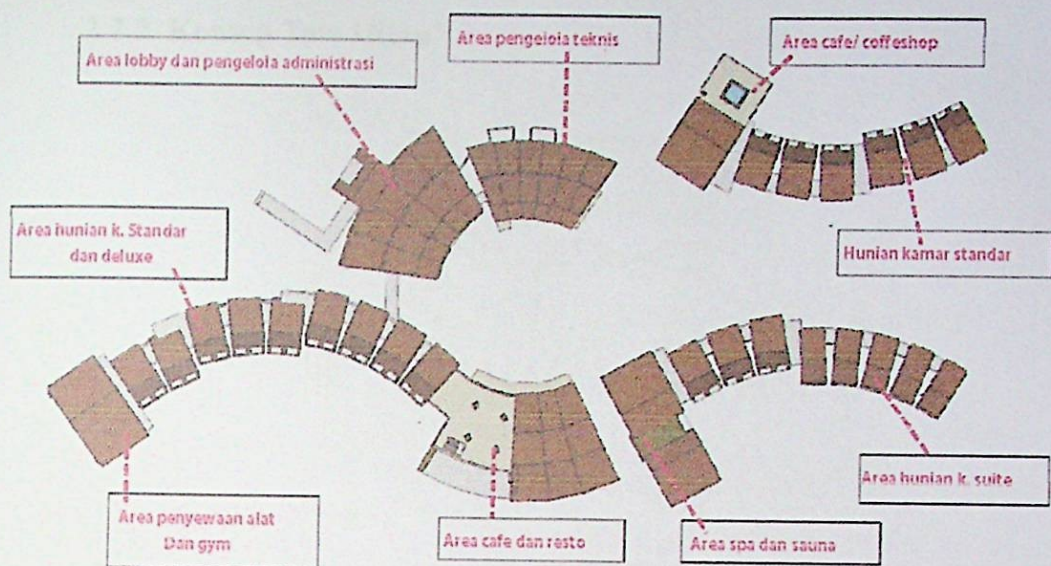 Area lobby dan pengelola administrasi
Area pengelola teknis
Area cafe/ coffeshop
Area hunian k. Standar
dan deluxe
Hunian kamar standar
Area penyewaan alat
Dan gym
Area cafe dan resto
Area spa dan sauna
Area hunian k. suite